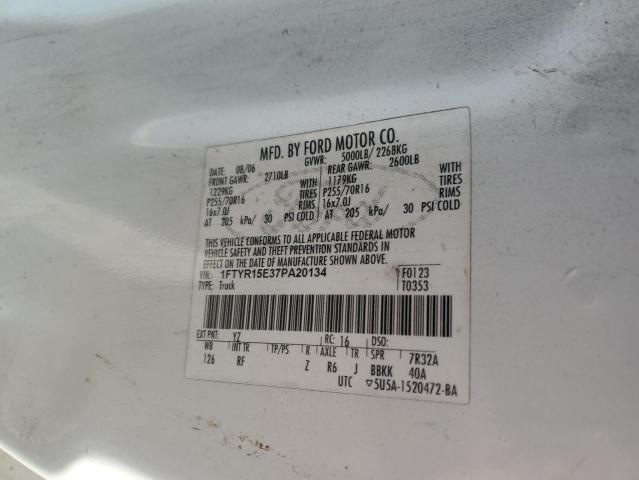 MFD. BY FORD MOTOR CO.
DATE: 08/06 GVWR: 5000LB/ 2268KG
FRONT GAWR: 2710LB REAR GAWR: 2600LB
1229KG WITH 1179KG WITH
P255/70R16 TIRES P255/70R16 TIRES
16x7.0J RIMS 16x7.0J RIMS
AT 205 kPa/ 30 PSI COLD AT 205 kPa/ 30 PSI COLD
THIS VEHICLE CONFORMS TO ALL APPLICABLE FEDERAL MOTOR
VEHICLE SAFETY AND THEFT PREVENTION STANDARDS IN
EFFECT ON THE DATE OF MANUFACTURE SHOWN ABOVE.
VIN: 1FTYR15E37PA20134 F0123
TYPE: Truck T0353
EXT PNT: YZ RC: 16 DSO:
WB INT TR TP/PS R AXLE TR SPR 7R32A
126 RF Z R6 J BBKK 40A
UTC ▽5U5A-1520472-BA